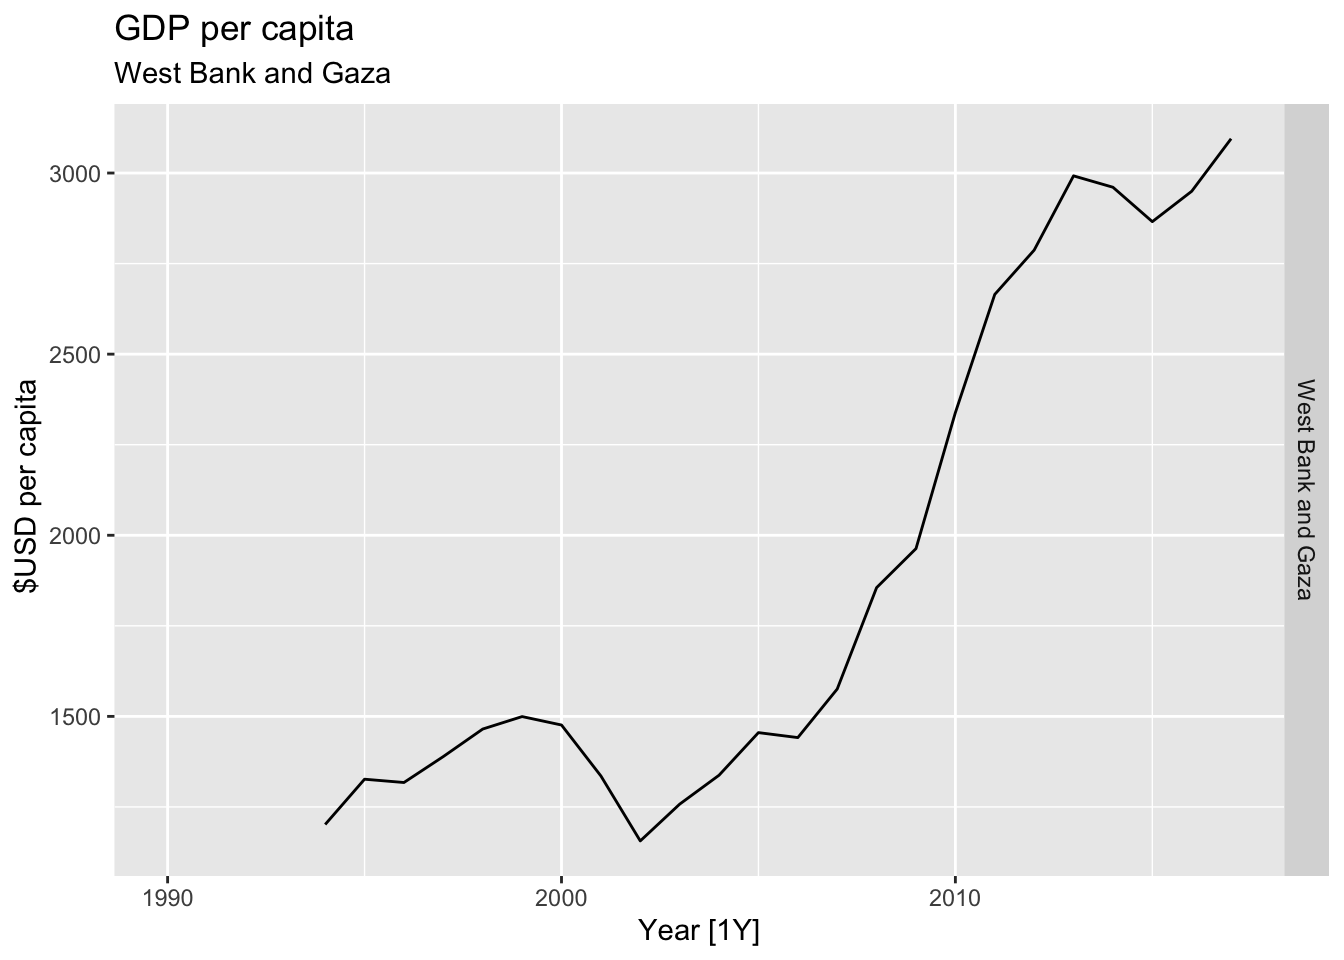 GDP per capita
West Bank and Gaza
3000
2500
2000
1500
$USD per capita
West Bank and Gaza
1990
2000
2010
Year [1Y]